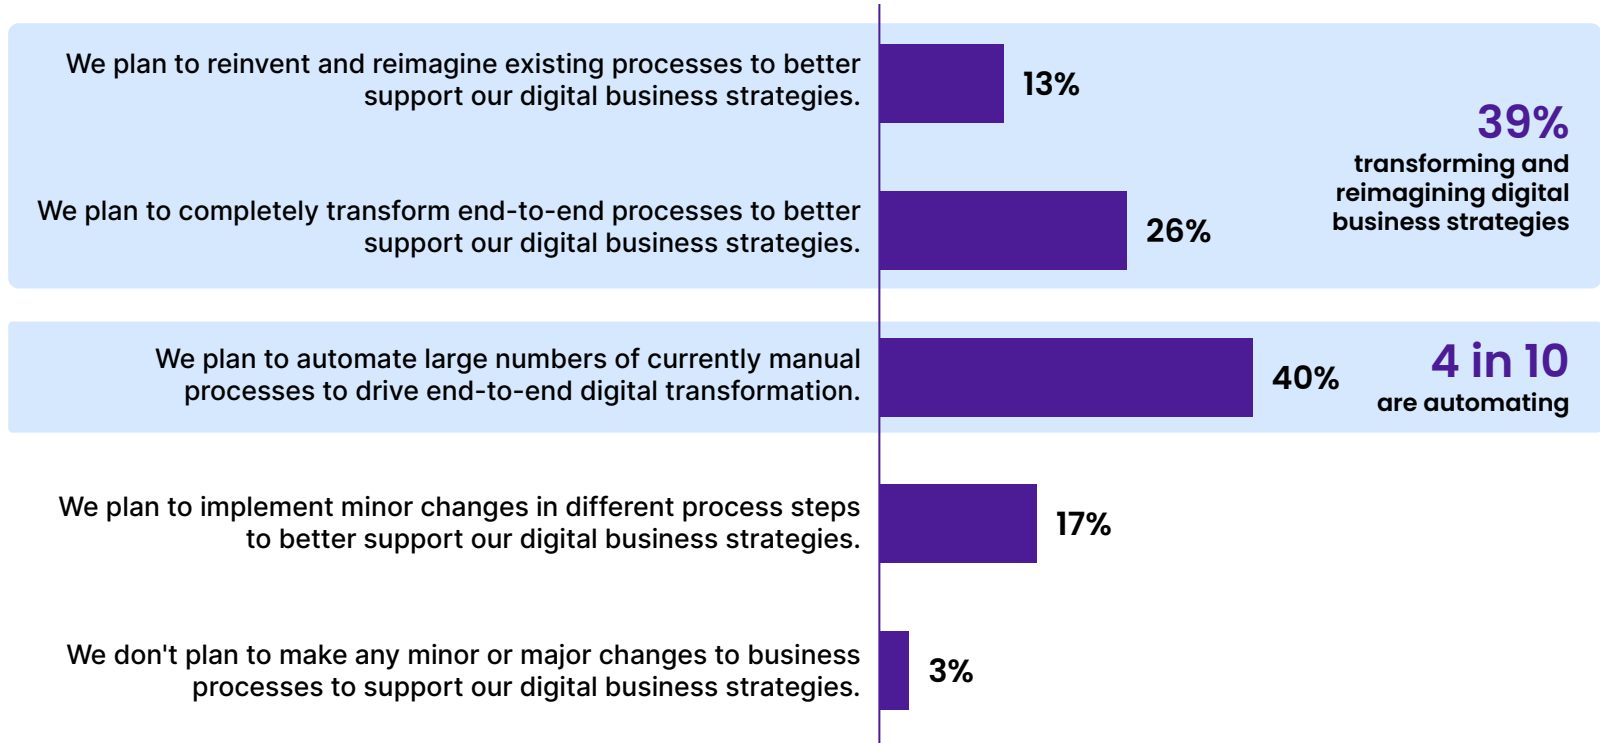 We plan to reinvent and reimagine existing processes to better
support our digital business strategies.
13%
39%
transforming and
reimagining digital
business strategies
We plan to completely transform end-to-end processes to better
support our digital business strategies.
26%
We plan to automate large numbers of currently manual
processes to drive end-to-end digital transformation.
40%
4 in 10
are automating
We plan to implement minor changes in different process steps
to better support our digital business strategies.
17%
We don't plan to make any minor or major changes to business
processes to support our digital business strategies.
3%